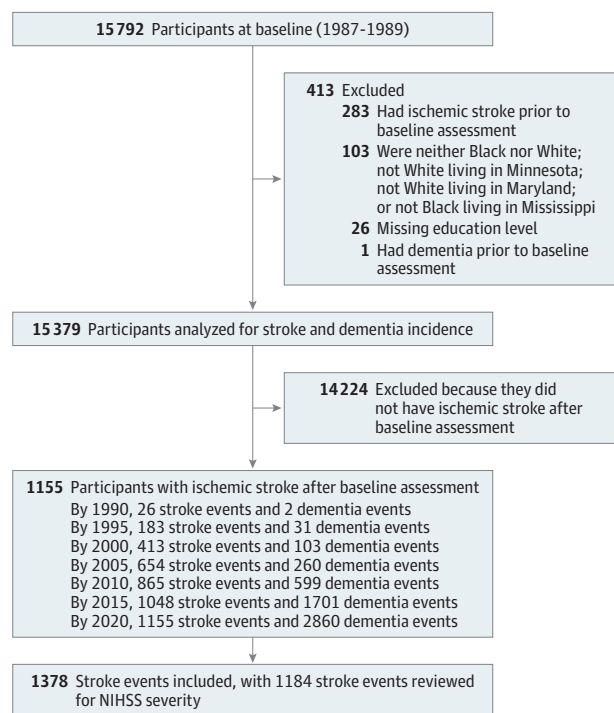 15 792 Participants at baseline (1987-1989)
413 Excluded
283 Had ischemic stroke prior to
baseline assessment
103 Were neither Black nor White;
not White living in Minnesota;
not White living in Maryland;
or not Black living in Mississippi
26 Missing education level
1 Had dementia prior to baseline
assessment
15 379 Participants analyzed for stroke and dementia incidence
14 224 Excluded because they did
not have ischemic stroke after
baseline assessment
1155 Participants with ischemic stroke after baseline assessment
By 1990, 26 stroke events and 2 dementia events
By 1995, 183 stroke events and 31 dementia events
By 2000, 413 stroke events and 103 dementia events
By 2005, 654 stroke events and 260 dementia events
By 2010, 865 stroke events and 599 dementia events
By 2015, 1048 stroke events and 1701 dementia events
By 2020, 1155 stroke events and 2860 dementia events
1378 Stroke events included, with 1184 stroke events reviewed
for NIHSS severity